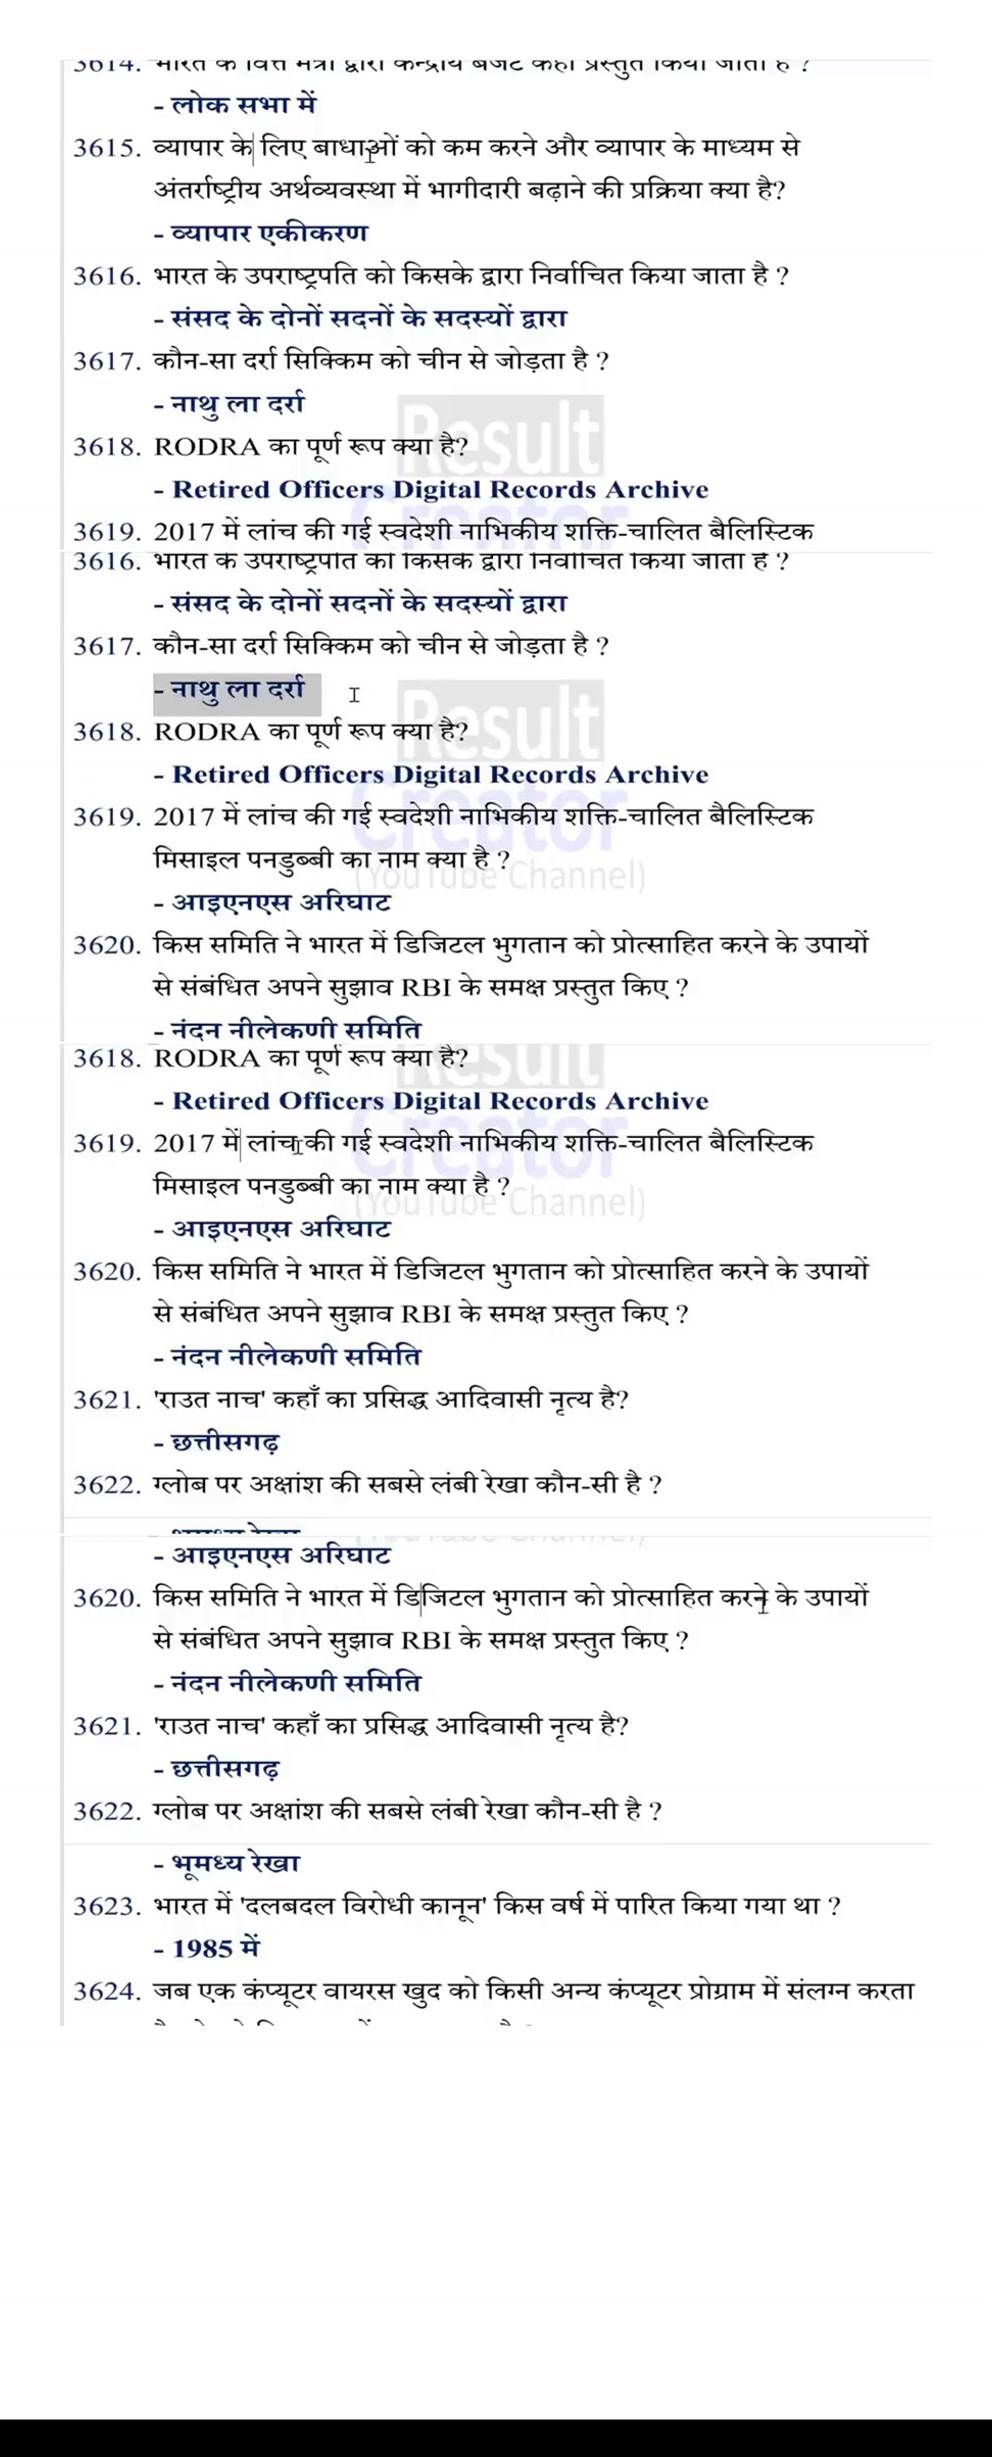 3614. भारत के वित्त मंत्री द्वारा केन्द्रीय बजट कहाँ प्रस्तुत किया जाता है ?
- लोक सभा में
3615. व्यापार के लिए बाधाओं को कम करने और व्यापार के माध्यम से
अंतर्राष्ट्रीय अर्थव्यवस्था में भागीदारी बढ़ाने की प्रक्रिया क्या है?
- व्यापार एकीकरण
3616. भारत के उपराष्ट्रपति को किसके द्वारा निर्वाचित किया जाता है ?
- संसद के दोनों सदनों के सदस्यों द्वारा
3617. कौन-सा दर्रा सिक्किम को चीन से जोड़ता है ?
- नाथु ला दर्रा
3618. RODRA का पूर्ण रूप क्या है?
- Retired Officers Digital Records Archive
3619. 2017 में लांच की गई स्वदेशी नाभिकीय शक्ति-चालित बैलिस्टिक
3616. भारत के उपराष्ट्रपति को किसके द्वारा निर्वाचित किया जाता है ?
- संसद के दोनों सदनों के सदस्यों द्वारा
3617. कौन-सा दर्रा सिक्किम को चीन से जोड़ता है ?
- नाथु ला दर्रा
3618. RODRA का पूर्ण रूप क्या है?
- Retired Officers Digital Records Archive
3619. 2017 में लांच की गई स्वदेशी नाभिकीय शक्ति-चालित बैलिस्टिक
मिसाइल पनडुब्बी का नाम क्या है ?
- आइएनएस अरिघाट
3620. किस समिति ने भारत में डिजिटल भुगतान को प्रोत्साहित करने के उपायों
से संबंधित अपने सुझाव RBI के समक्ष प्रस्तुत किए ?
- नंदन नीलेकणी समिति
3618. RODRA का पूर्ण रूप क्या है?
- Retired Officers Digital Records Archive
3619. 2017 में लांच की गई स्वदेशी नाभिकीय शक्ति-चालित बैलिस्टिक
मिसाइल पनडुब्बी का नाम क्या है ?
- आइएनएस अरिघाट
3620. किस समिति ने भारत में डिजिटल भुगतान को प्रोत्साहित करने के उपायों
से संबंधित अपने सुझाव RBI के समक्ष प्रस्तुत किए ?
- नंदन नीलेकणी समिति
3621. 'राउत नाच' कहाँ का प्रसिद्ध आदिवासी नृत्य है?
- छत्तीसगढ़
3622. ग्लोब पर अक्षांश की सबसे लंबी रेखा कौन-सी है ?
- आइएनएस अरिघाट
3620. किस समिति ने भारत में डिजिटल भुगतान को प्रोत्साहित करने के उपायों
से संबंधित अपने सुझाव RBI के समक्ष प्रस्तुत किए ?
- नंदन नीलेकणी समिति
3621. 'राउत नाच' कहाँ का प्रसिद्ध आदिवासी नृत्य है?
- छत्तीसगढ़
3622. ग्लोब पर अक्षांश की सबसे लंबी रेखा कौन-सी है ?
- भूमध्य रेखा
3623. भारत में 'दलबदल विरोधी कानून' किस वर्ष में पारित किया गया था ?
- 1985 में
3624. जब एक कंप्यूटर वायरस खुद को किसी अन्य कंप्यूटर प्रोग्राम में संलग्न करता
Result
Creator
(YouTube Channel)